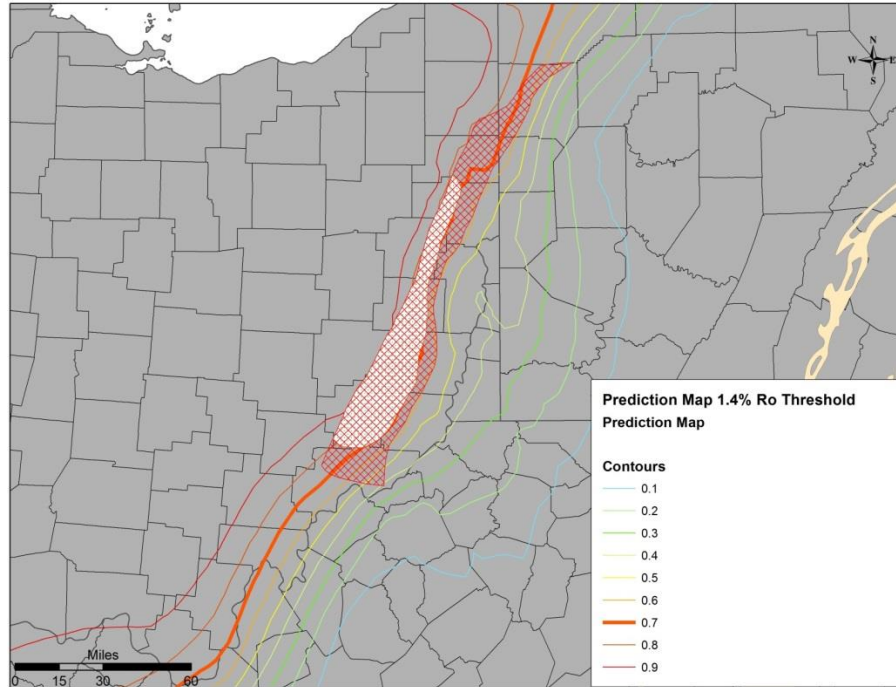 N
W E
S
Prediction Map 1.4% Ro Threshold
Prediction Map
Contours
0.1
0.2
0.3
0.4
0.5
0.6
0.7
0.8
0.9
Miles
0 15 30 60